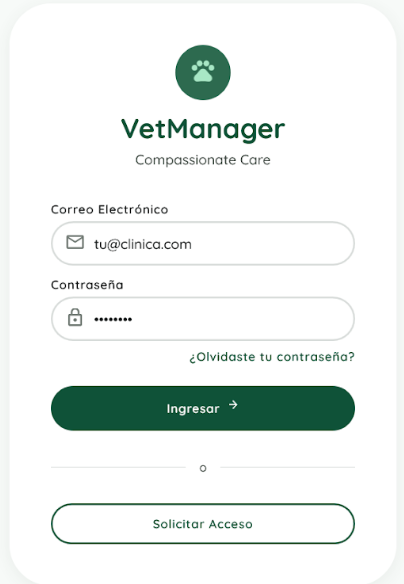 VetManager
Compassionate Care
Correo Electrónico
tu@clinica.com
Contraseña
••••••••
¿Olvidaste tu contraseña?
Ingresar →
o
Solicitar Acceso